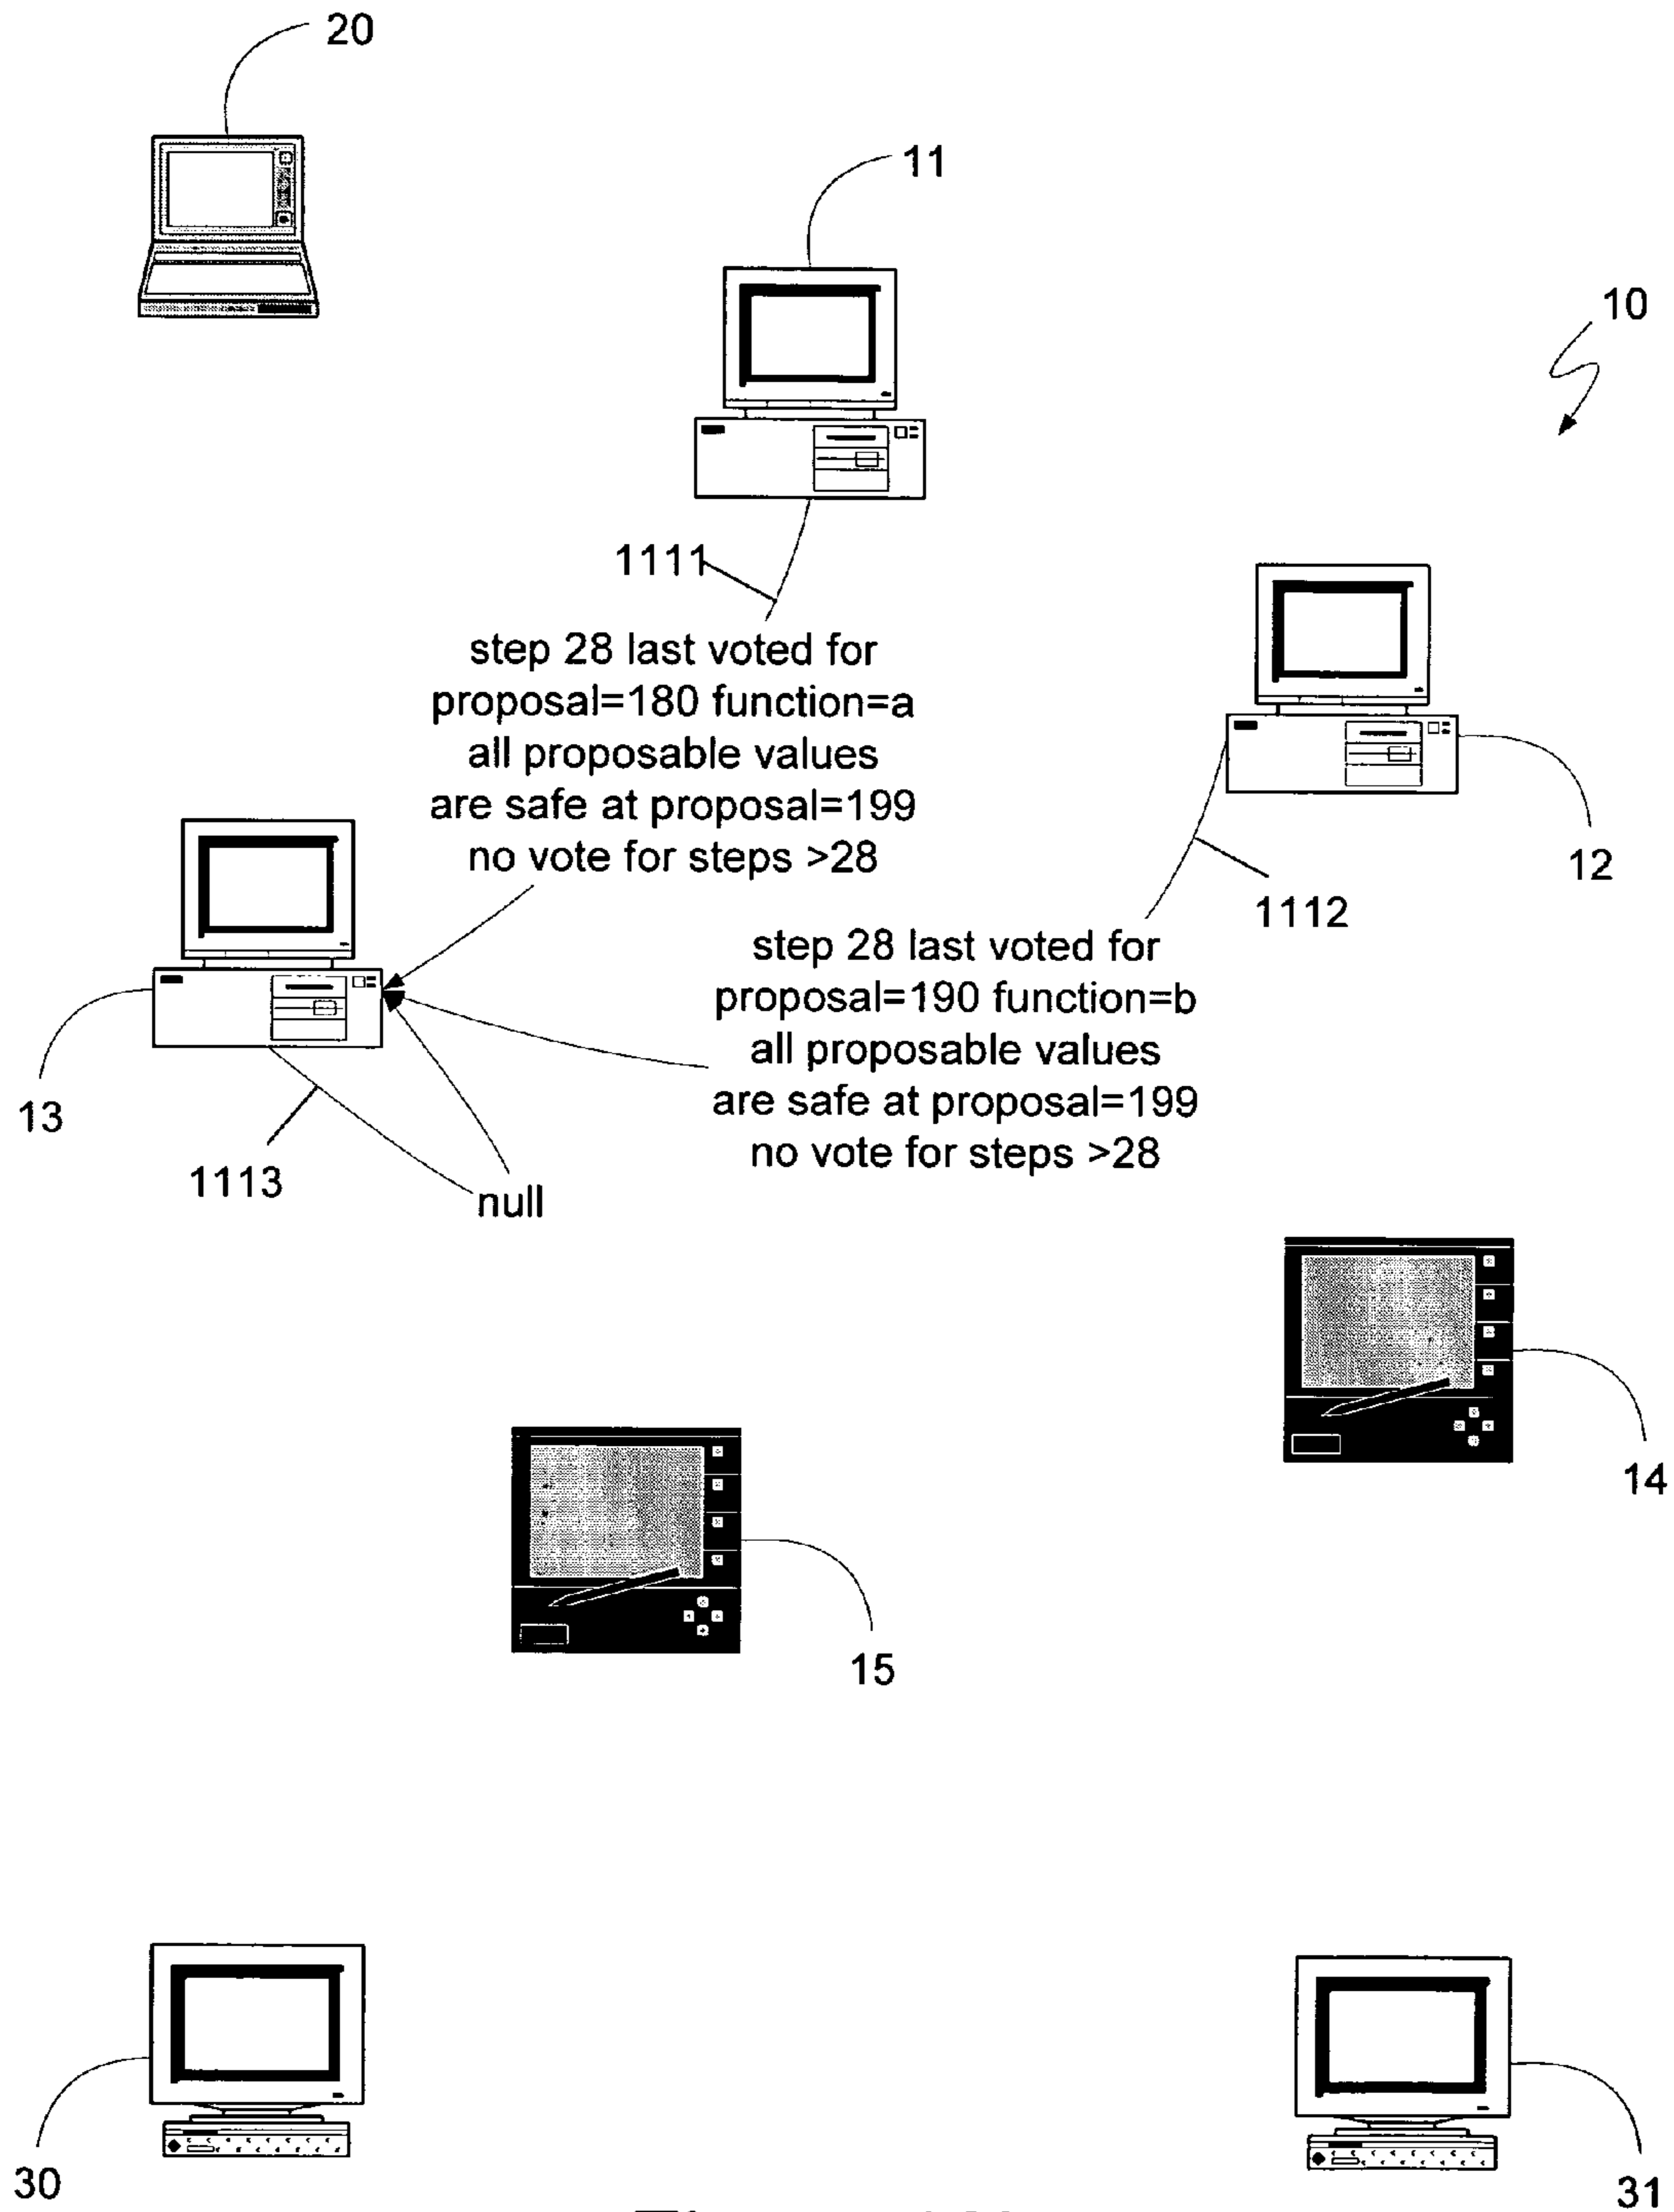 20
11
10
1111
step 28 last voted for
proposal=180 function=a
all proposable values
are safe at proposal=199
no vote for steps >28
12
1112
step 28 last voted for
proposal=190 function=b
all proposable values
are safe at proposal=199
no vote for steps >28
13
1113
null
14
15
30
31